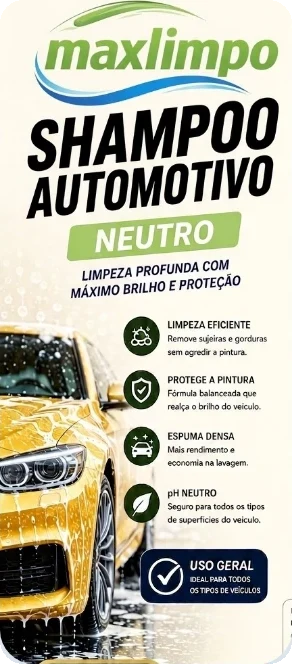 maxlimpo
SHAMPOO
AUTOMOTIVO
NEUTRO
LIMPEZA PROFUNDA COM
MÁXIMO BRILHO E PROTEÇÃO
LIMPEZA EFICIENTE
Remove sujeiras e gorduras
sem agredir a pintura.
PROTEGE A PINTURA
Fórmula balanceada que
realça o brilho do veículo.
ESPUMA DENSA
Mais rendimento e
economia na lavagem.
pH NEUTRO
Seguro para todos os tipos
de superfícies do veículo.
USO GERAL
IDEAL PARA TODOS
OS TIPOS DE VEÍCULOS